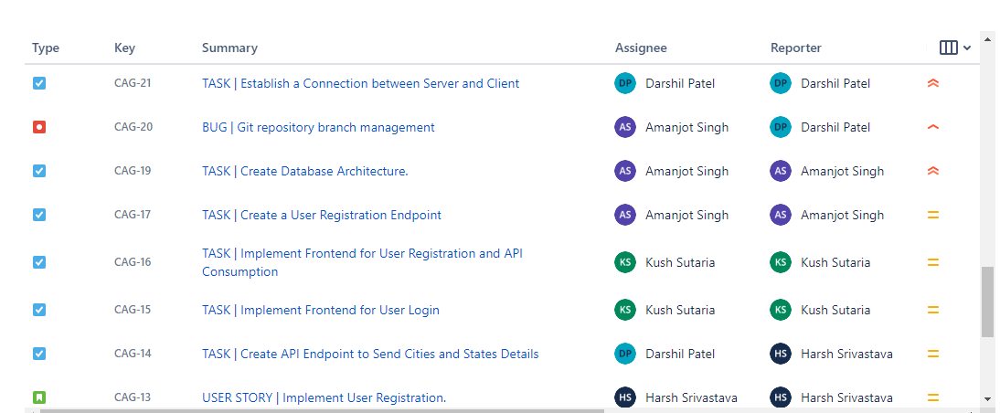 Type Key Summary Assignee Reporter
CAG-21 TASK | Establish a Connection between Server and Client DP Darshil Patel DP Darshil Patel
CAG-20 BUG | Git repository branch management AS Amanjot Singh DP Darshil Patel
CAG-19 TASK | Create Database Architecture. AS Amanjot Singh AS Amanjot Singh
CAG-17 TASK | Create a User Registration Endpoint AS Amanjot Singh AS Amanjot Singh
CAG-16 TASK | Implement Frontend for User Registration and API KS Kush Sutaria KS Kush Sutaria
Consumption
CAG-15 TASK | Implement Frontend for User Login KS Kush Sutaria KS Kush Sutaria
CAG-14 TASK | Create API Endpoint to Send Cities and States Details DP Darshil Patel HS Harsh Srivastava
CAG-13 USER STORY | Implement User Registration. HS Harsh Srivastava HS Harsh Srivastava